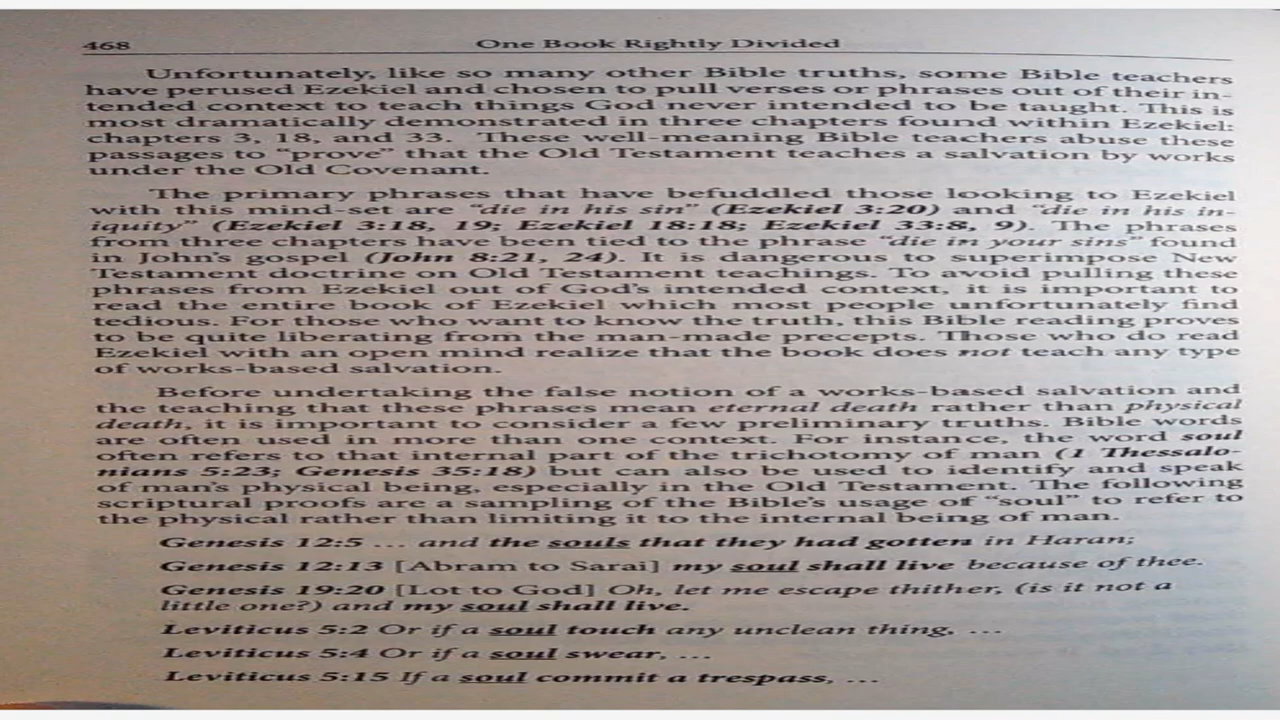 468
One Book Rightly Divided
Unfortunately, like so many other Bible truths, some Bible teachers
have perused Ezekiel and chosen to pull verses or phrases out of their in-
tended context to teach things God never intended to be taught. This is
most dramatically demonstrated in three chapters found within Ezekiel:
chapters 3, 18, and 33. These well-meaning Bible teachers abuse these
passages to “prove” that the Old Testament teaches a salvation by works
under the Old Covenant.
The primary phrases that have befuddled those looking to Ezekiel
with this mind-set are “die in his sin” (Ezekiel 3:20) and “die in his in-
iquity” (Ezekiel 3:18, 19; Ezekiel 18:18; Ezekiel 33:8, 9). The phrases
from three chapters have been tied to the phrase “die in your sins” found
in John’s gospel (John 8:21, 24). It is dangerous to superimpose New
Testament doctrine on Old Testament teachings. To avoid pulling these
phrases from Ezekiel out of God’s intended context, it is important to
read the entire book of Ezekiel which most people unfortunately find
tedious. For those who want to know the truth, this Bible reading proves
to be quite liberating from the man-made precepts. Those who do read
Ezekiel with an open mind realize that the book does not teach any type
of works-based salvation.
Before undertaking the false notion of a works-based salvation and
the teaching that these phrases mean eternal death rather than physical
death, it is important to consider a few preliminary truths. Bible words
are often used in more than one context. For instance, the word soul
often refers to that internal part of the trichotomy of man (1 Thessalo-
nians 5:23; Genesis 35:18) but can also be used to identify and speak
of man’s physical being, especially in the Old Testament. The following
scriptural proofs are a sampling of the Bible’s usage of “soul” to refer to
the physical rather than limiting it to the internal being of man.
Genesis 12:5 ... and the souls that they had gotten in Haran;
Genesis 12:13 [Abram to Sarai] my soul shall live because of thee.
Genesis 19:20 [Lot to God] Oh, let me escape thither, (is it not a
little one?) and my soul shall live.
Leviticus 5:2 Or if a soul touch any unclean thing, ...
Leviticus 5:4 Or if a soul swear, ...
Leviticus 5:15 If a soul commit a trespass, ...